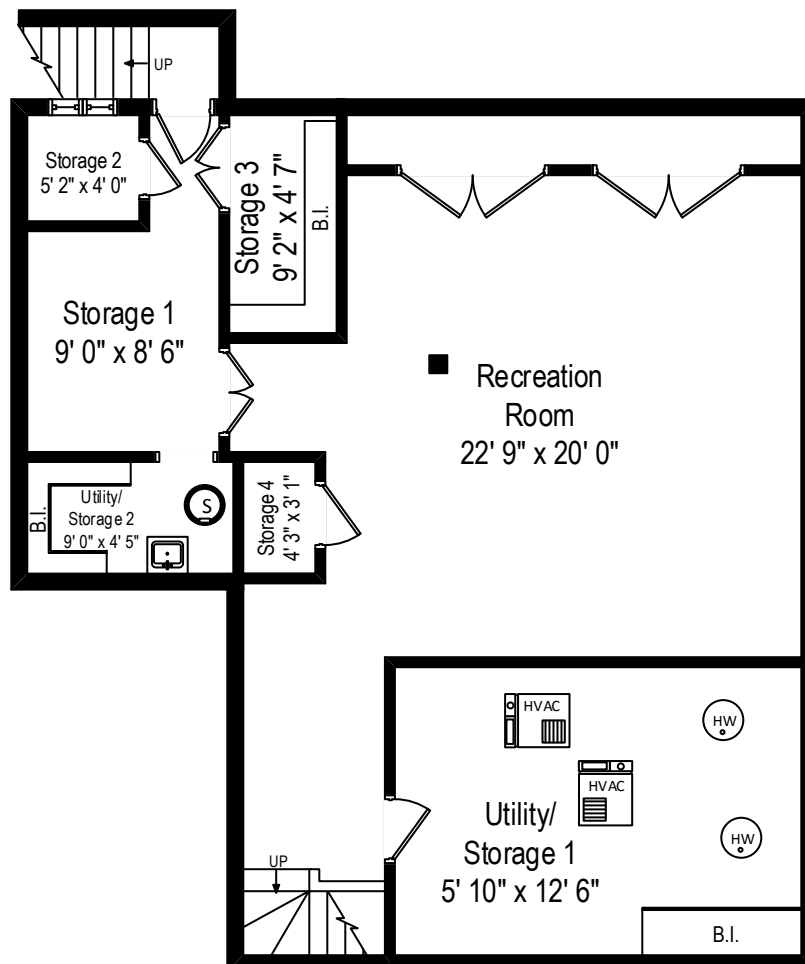 UP
Storage 2
5' 2" x 4' 0"
Storage 3
9' 2" x 4' 7"
B.I.
Storage 1
9' 0" x 8' 6"
Recreation
Room
22' 9" x 20' 0"
B.I.
Utility/
Storage 2
9' 0" x 4' 5"
S
Storage 4
4' 3" x 3' 1"
HVAC
HW
HVAC
Utility/
Storage 1
5' 10" x 12' 6"
HW
UP
B.I.